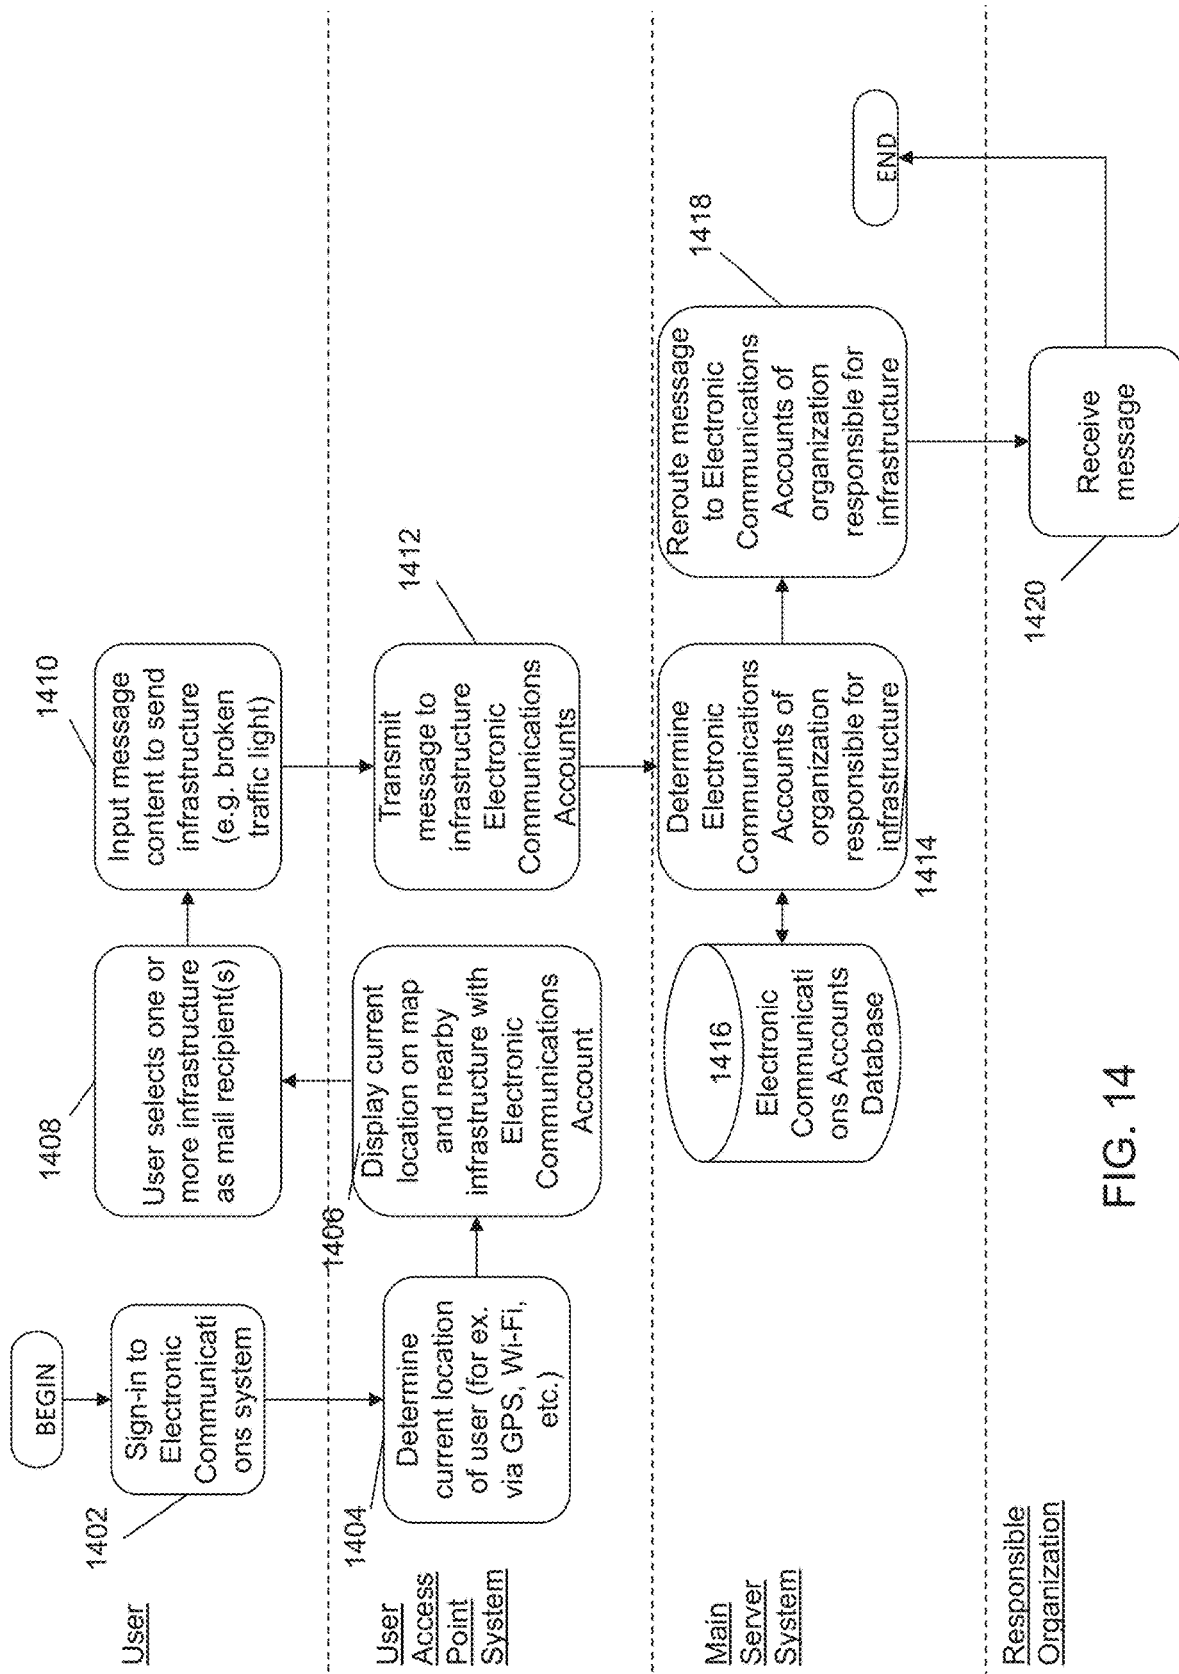 User
BEGIN
1402
Sign-in to
Electronic
Communicati
ons system
1408
User selects one or
more infrastructure
as mail recipient(s)
1410
Input message
content to send
infrastructure
(e.g. broken
traffic light)
User
Access
Point
System
1404
Determine
current location
of user (for ex.
via GPS, Wi-Fi,
etc.)
1406
Display current
location on map
and nearby
infrastructure with
Electronic
Communications
Account
1412
Transmit
message to
infrastructure
Electronic
Communications
Accounts
Main
Server
System
1416
Electronic
Communicati
ons Accounts
Database
Determine
Electronic
Communications
Accounts of
organization
responsible for
infrastructure
1414
1418
Reroute message
to Electronic
Communications
Accounts of
organization
responsible for
infrastructure
END
Responsible
Organization
1420
Receive
message
FIG. 14